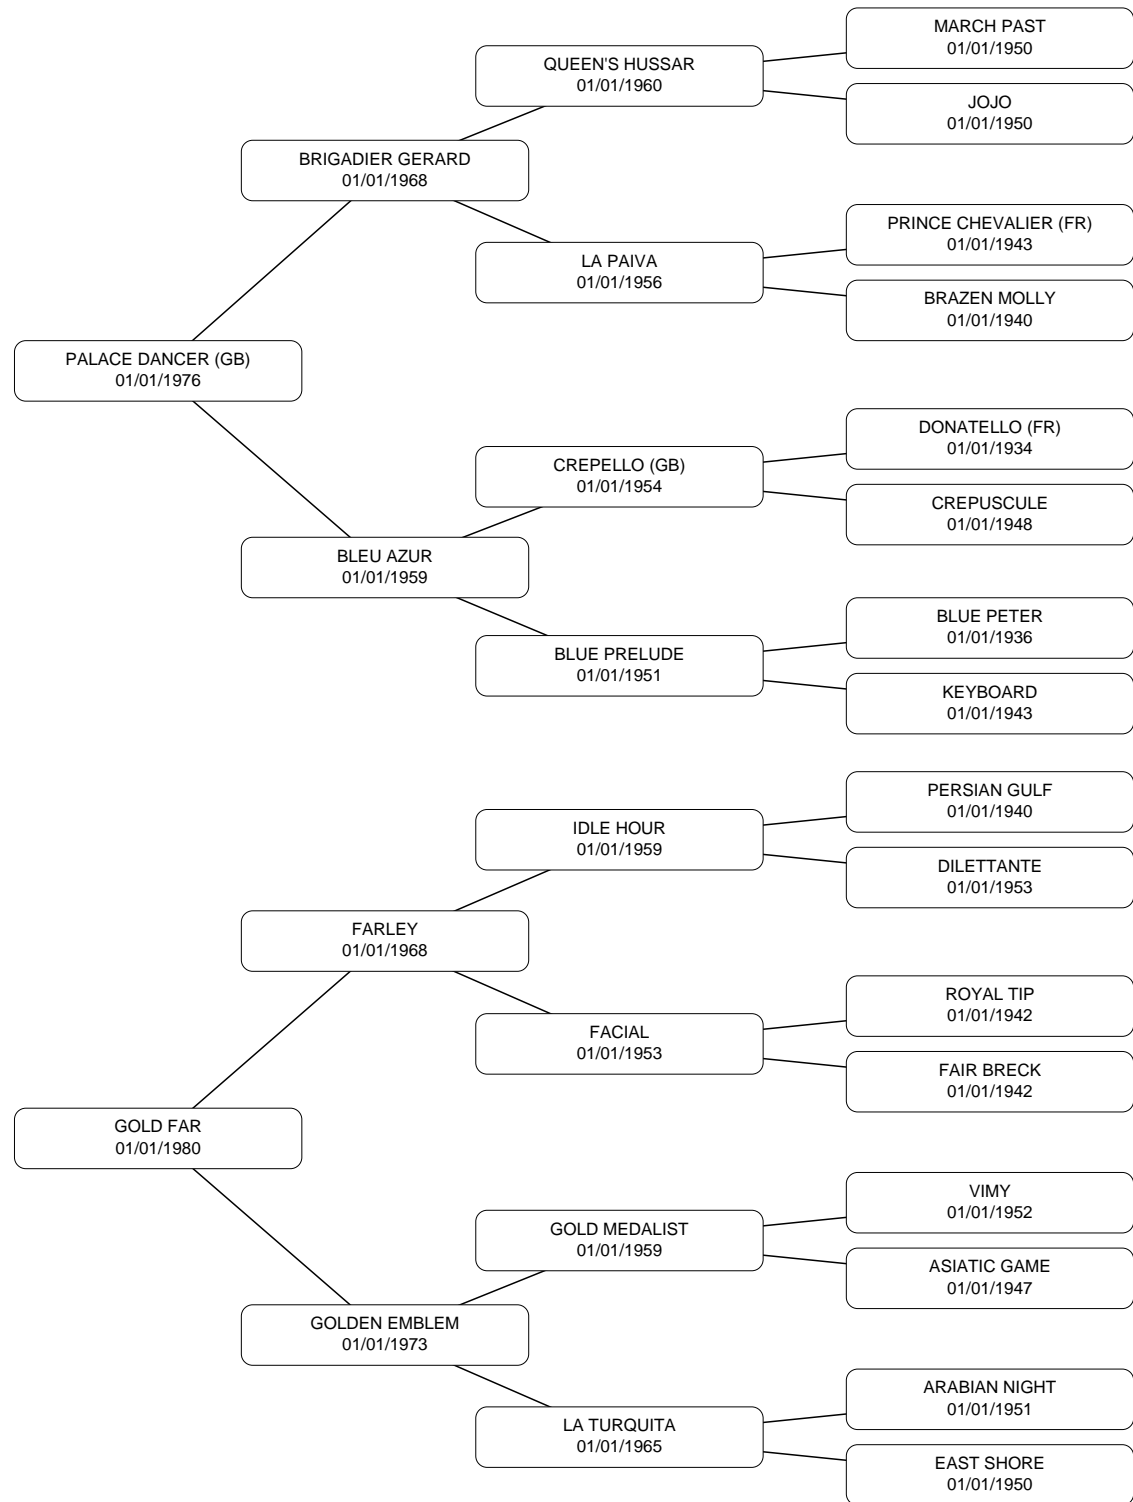 MARCH PAST
01/01/1950
QUEEN'S HUSSAR
01/01/1960
JOJO
01/01/1950
BRIGADIER GERARD
01/01/1968
PRINCE CHEVALIER (FR)
01/01/1943
LA PAIVA
01/01/1956
BRAZEN MOLLY
01/01/1940
PALACE DANCER (GB)
01/01/1976
DONATELLO (FR)
01/01/1934
CREPELLO (GB)
01/01/1954
CREPUSCULE
01/01/1948
BLEU AZUR
01/01/1959
BLUE PETER
01/01/1936
BLUE PRELUDE
01/01/1951
KEYBOARD
01/01/1943
PERSIAN GULF
01/01/1940
IDLE HOUR
01/01/1959
DILETTANTE
01/01/1953
FARLEY
01/01/1968
ROYAL TIP
01/01/1942
FACIAL
01/01/1953
FAIR BRECK
01/01/1942
GOLD FAR
01/01/1980
VIMY
01/01/1952
GOLD MEDALIST
01/01/1959
ASIATIC GAME
01/01/1947
GOLDEN EMBLEM
01/01/1973
ARABIAN NIGHT
01/01/1951
LA TURQUITA
01/01/1965
EAST SHORE
01/01/1950